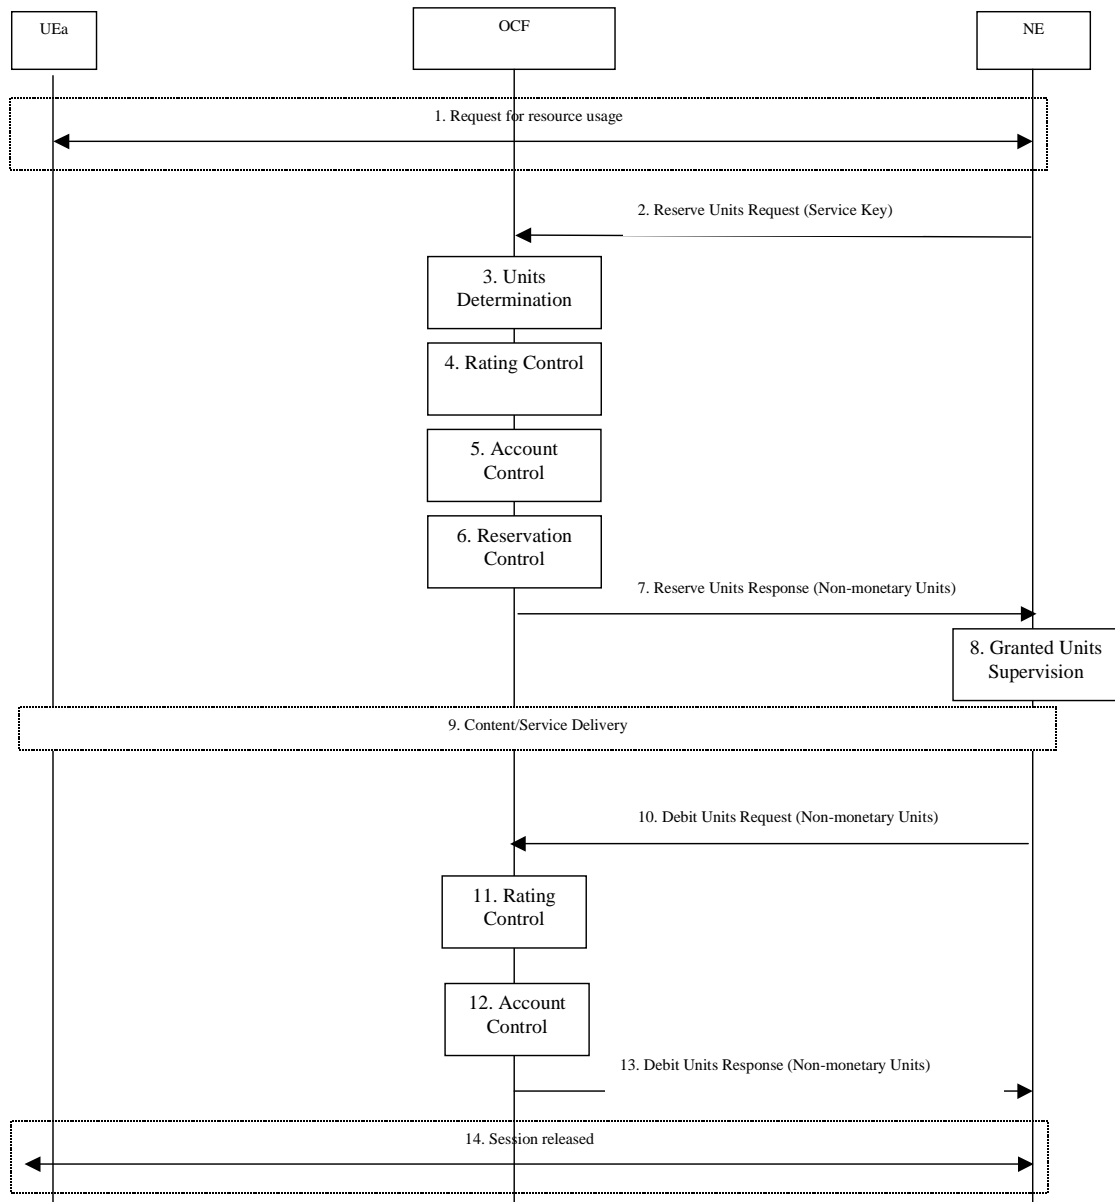 UEa
OCF
NE
1. Request for resource usage
2. Reserve Units Request (Service Key)
3. Units
Determination
4. Rating Control
5. Account
Control
6. Reservation
Control
7. Reserve Units Response (Non-monetary Units)
8. Granted Units
Supervision
9. Content/Service Delivery
10. Debit Units Request (Non-monetary Units)
11. Rating
Control
12. Account
Control
13. Debit Units Response (Non-monetary Units)
14. Session released